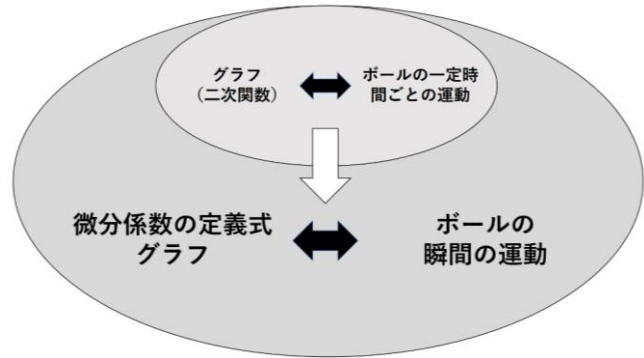 グラフ
（二次関数）
ボールの一定時
間ごとの運動
微分係数の定義式
グラフ
ボールの
瞬間の運動